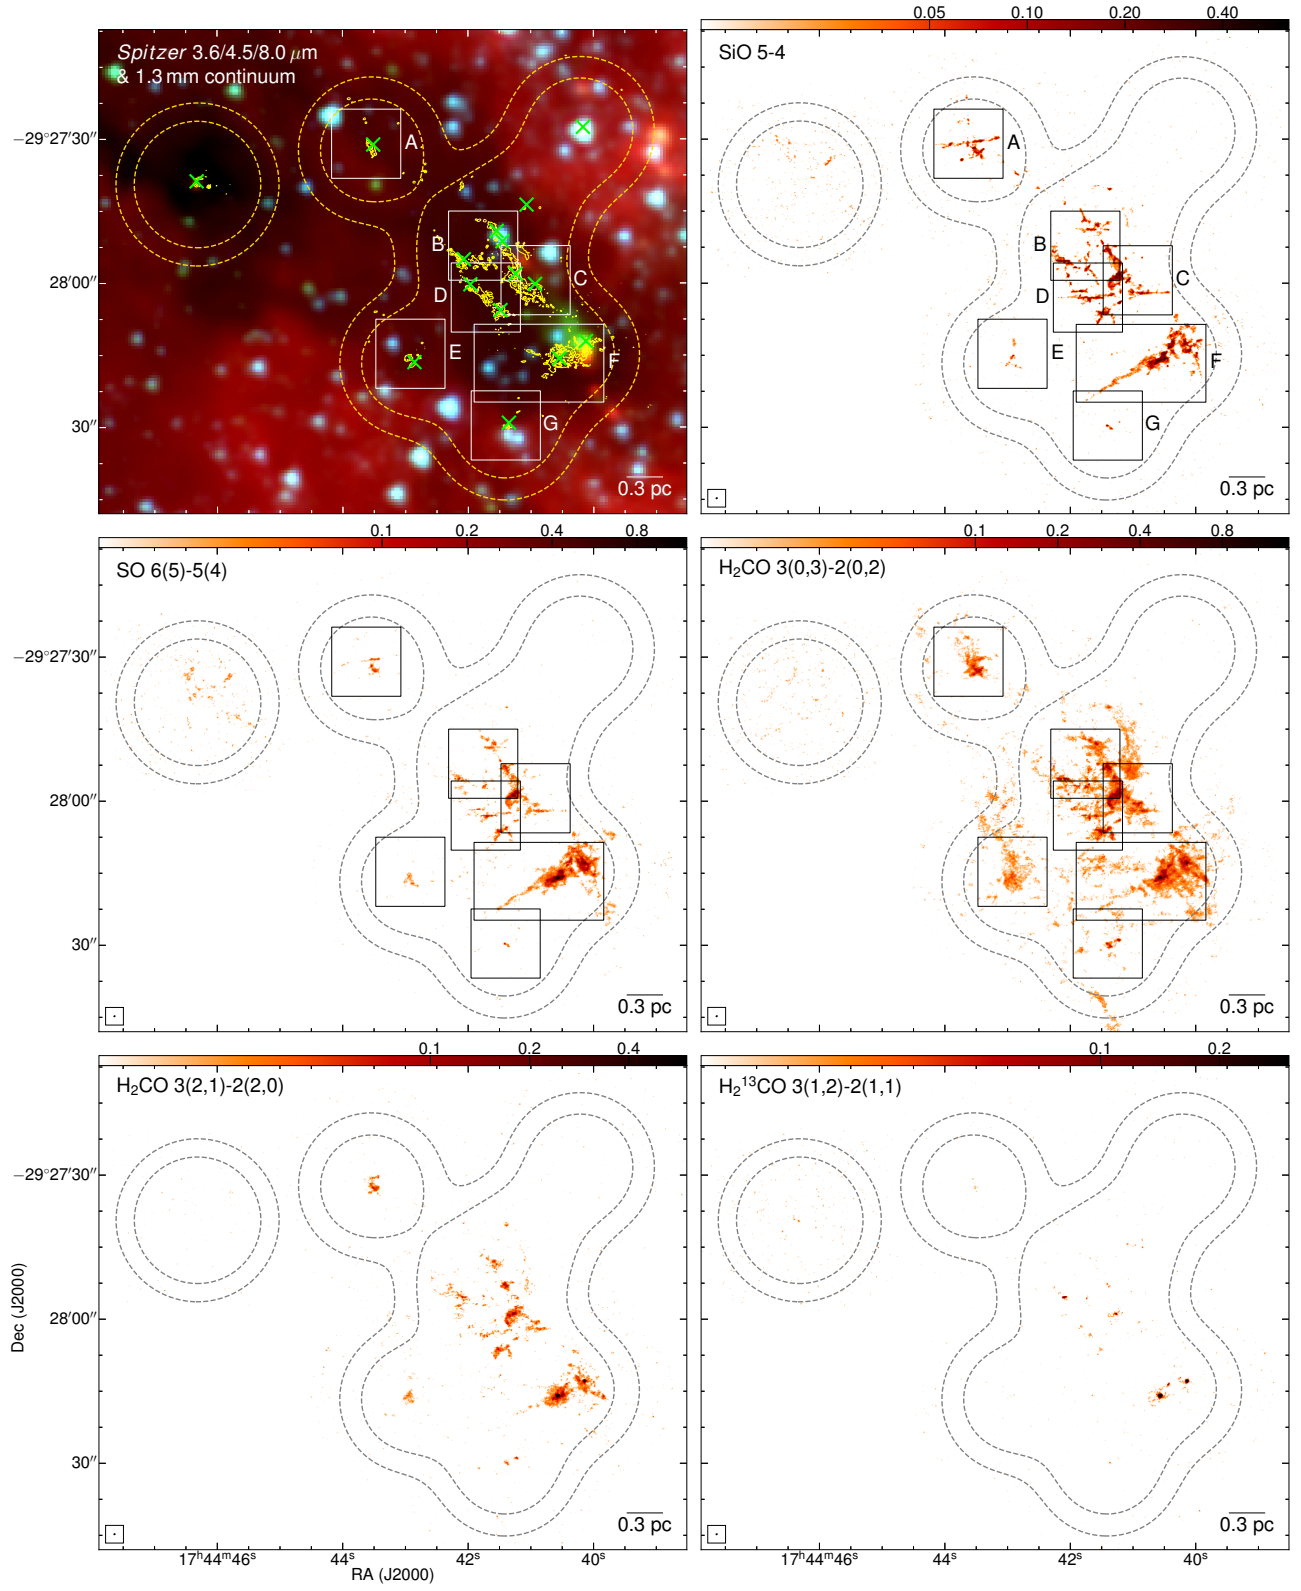 0.05 0.10 0.20 0.40
Spitzer 3.6/4.5/8.0 μm
& 1.3 mm continuum
SiO 5-4
−29°27′30″
28′00″
30″
A
B
C
D
E
F
G
0.3 pc
A
B
C
D
E
F
G
0.3 pc
0.1 0.2 0.4 0.8
0.1 0.2 0.4 0.8
SO 6(5)-5(4)
H₂CO 3(0,3)-2(0,2)
−29°27′30″
28′00″
30″
0.3 pc
0.3 pc
0.1 0.2 0.4
0.1 0.2
H₂CO 3(2,1)-2(2,0)
H₂¹³CO 3(1,2)-2(1,1)
−29°27′30″
28′00″
30″
Dec (J2000)
0.3 pc
0.3 pc
17ʰ44ᵐ46ˢ 44ˢ 42ˢ 40ˢ
RA (J2000)
17ʰ44ᵐ46ˢ 44ˢ 42ˢ 40ˢ